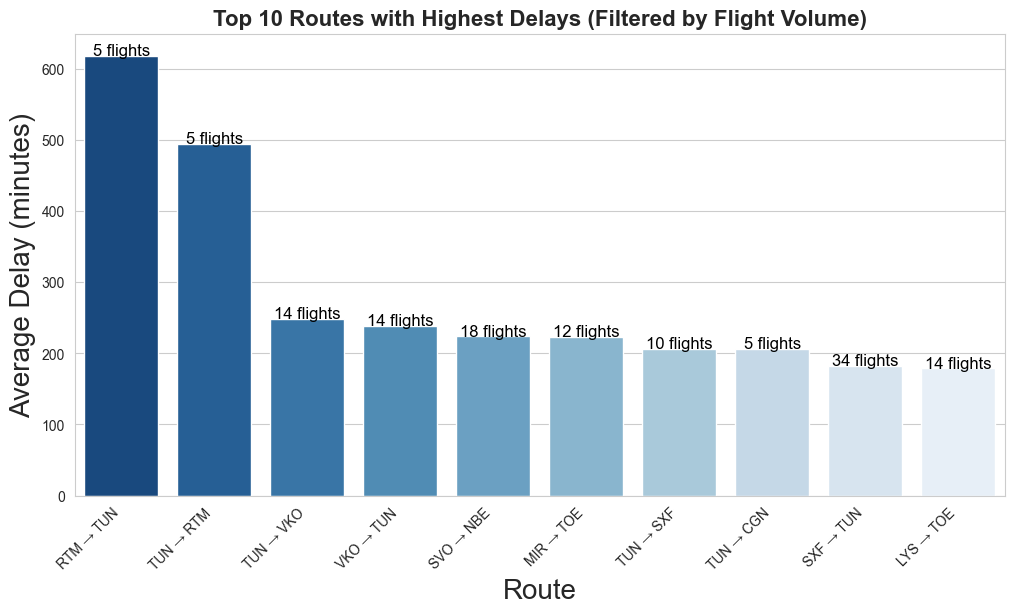 Top 10 Routes with Highest Delays (Filtered by Flight Volume)
Average Delay (minutes)
600
500
400
300
200
100
0
5 flights
5 flights
14 flights
14 flights
18 flights
12 flights
10 flights
5 flights
34 flights
14 flights
RTM → TUN
TUN → RTM
TUN → VKO
VKO → TUN
SVO → NBE
MIR → TOE
TUN → SXF
TUN → CGN
SXF → TUN
LYS → TOE
Route